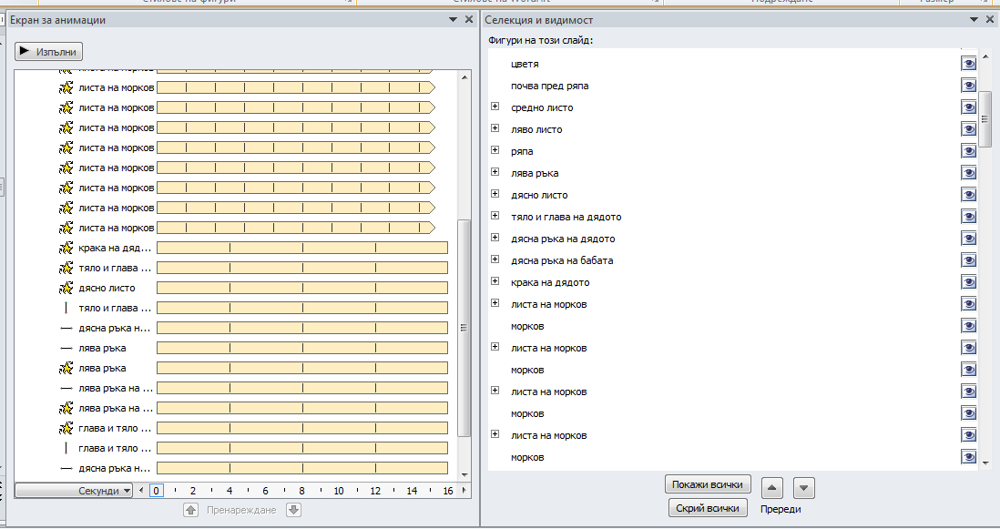 Екран за анимации
Изпълни
листа на морков
листа на морков
листа на морков
листа на морков
листа на морков
листа на морков
листа на морков
листа на морков
листа на морков
крака на дяд...
тяло и глава ...
дясно листо
тяло и глава ...
дясна ръка н...
лява ръка
лява ръка
лява ръка на ...
лява ръка на ...
глава и тяло ...
глава и тяло ...
дясна ръка н...
Секунди 0 2 4 6 8 10 12 14 16
Пренареждане
Селекция и видимост
Фигури на този слайд:
цветя
почва пред ряпа
средно листо
ляво листо
ряпа
лява ръка
дясно листо
тяло и глава на дядото
дясна ръка на дядото
дясна ръка на бабата
крака на дядото
листа на морков
морков
листа на морков
морков
листа на морков
морков
листа на морков
морков
Покажи всички
Скрий всички
Пререди